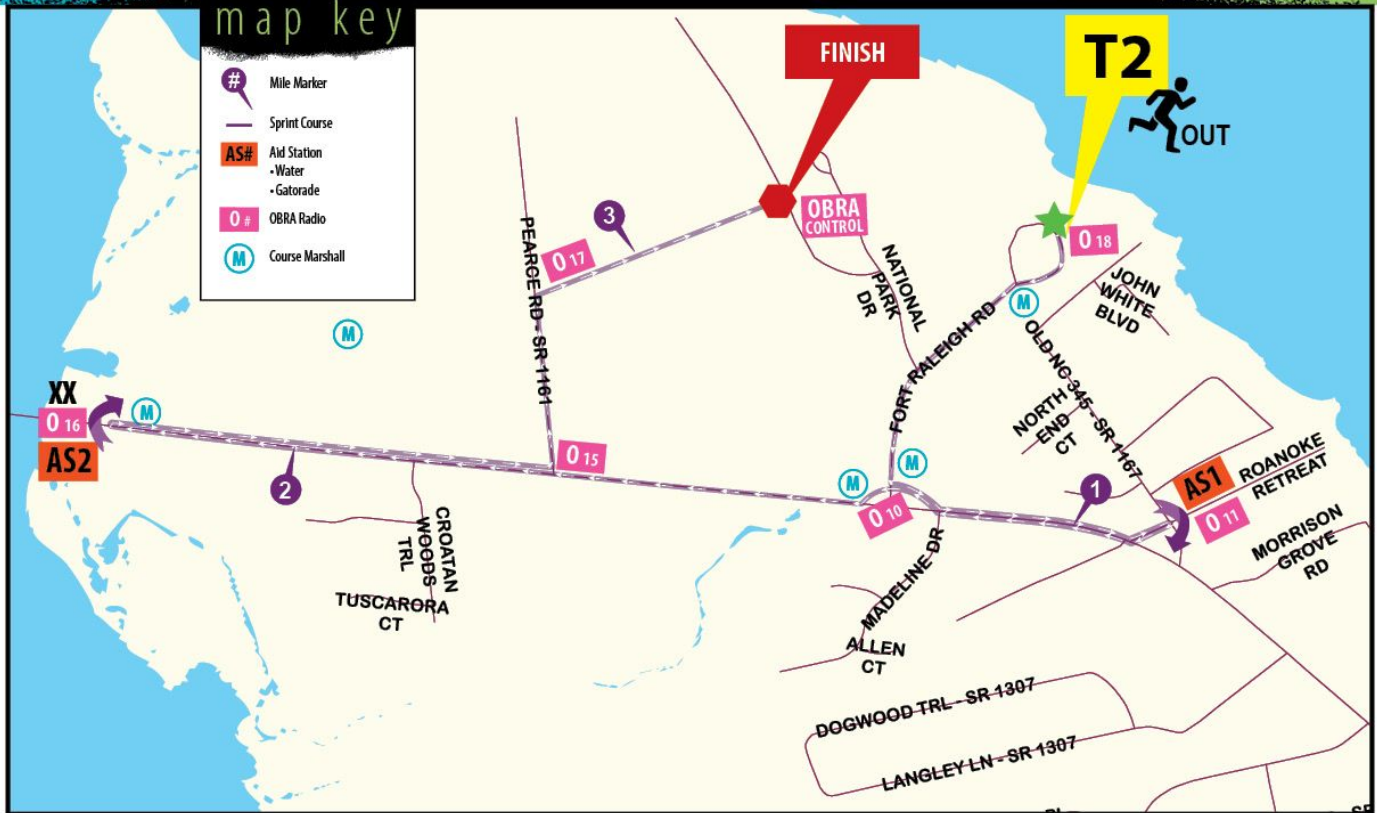 map key
#
Mile Marker
Sprint Course
AS#
Aid Station
• Water
• Gatorade
O #
OBRA Radio
M
Course Marshall
FINISH
T2
OUT
3
O 17
OBRA
CONTROL
O 18
PEARCE RD - SR 1161
NATIONAL
PARK
DR
JOHN
WHITE
BLVD
M
FORT RALEIGH RD
OLD NC 345 - SR 1167
M
XX
O 16
AS2
M
NORTH
END
CT
O 15
M
M
O 10
1
AS1
ROANOKE
RETREAT
O 11
2
CROATAN
WOODS
TRL
MORRISON
GROVE
RD
TUSCARORA
CT
MADELINE DR
ALLEN
CT
DOGWOOD TRL - SR 1307
LANGLEY LN - SR 1307